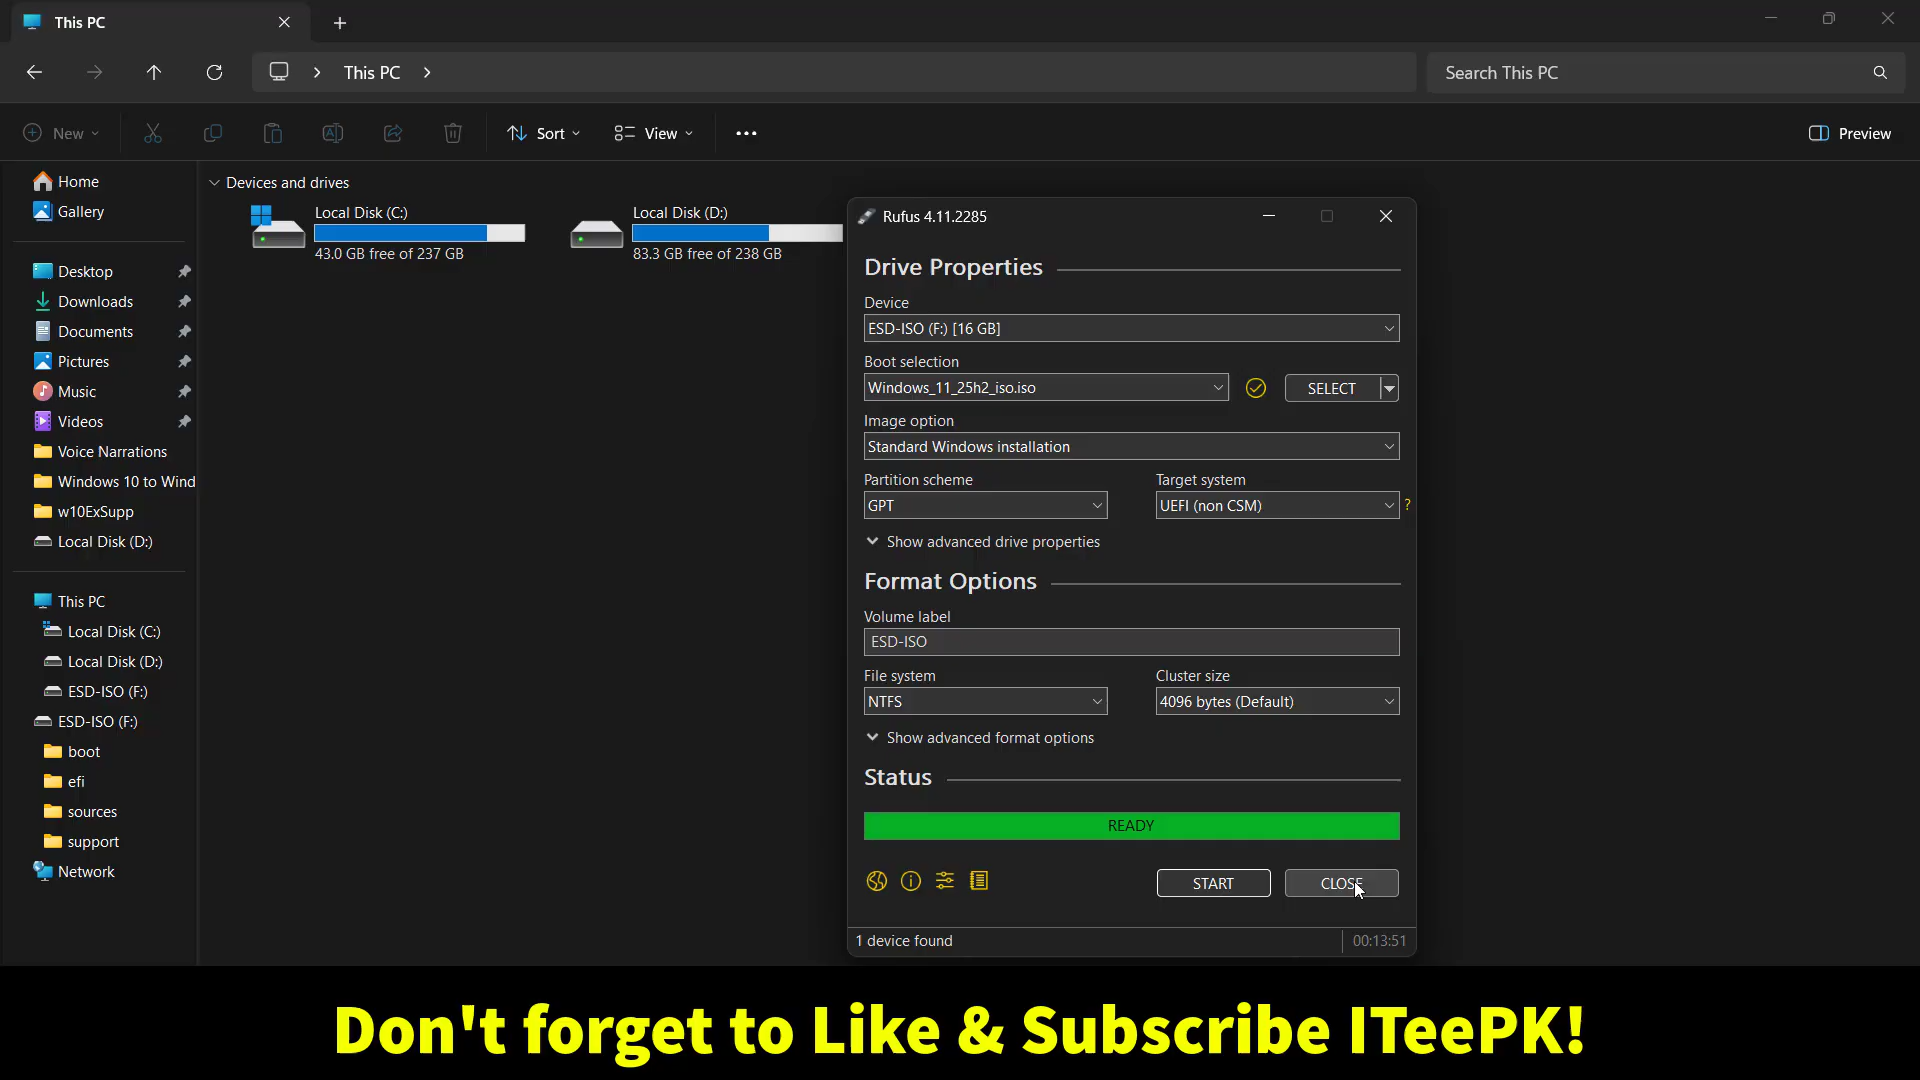 This PC
This PC
Search This PC
New
Sort
View
Preview
Home
Gallery
Desktop
Downloads
Documents
Pictures
Music
Videos
Voice Narrations
Windows 10 to Wind
w10ExSupp
Local Disk (D:)
This PC
Local Disk (C:)
Local Disk (D:)
ESD-ISO (F:)
ESD-ISO (F:)
boot
efi
sources
support
Network
Devices and drives
Local Disk (C:)
43.0 GB free of 237 GB
Local Disk (D:)
83.3 GB free of 238 GB
Rufus 4.11.2285
Drive Properties
Device
ESD-ISO (F:) [16 GB]
Boot selection
Windows_11_25h2_iso.iso
SELECT
Image option
Standard Windows installation
Partition scheme
Target system
GPT
UEFI (non CSM)
?
Show advanced drive properties
Format Options
Volume label
ESD-ISO
File system
Cluster size
NTFS
4096 bytes (Default)
Show advanced format options
Status
READY
START
CLOSE
1 device found
00:13:51
Don't forget to Like & Subscribe ITeePK!